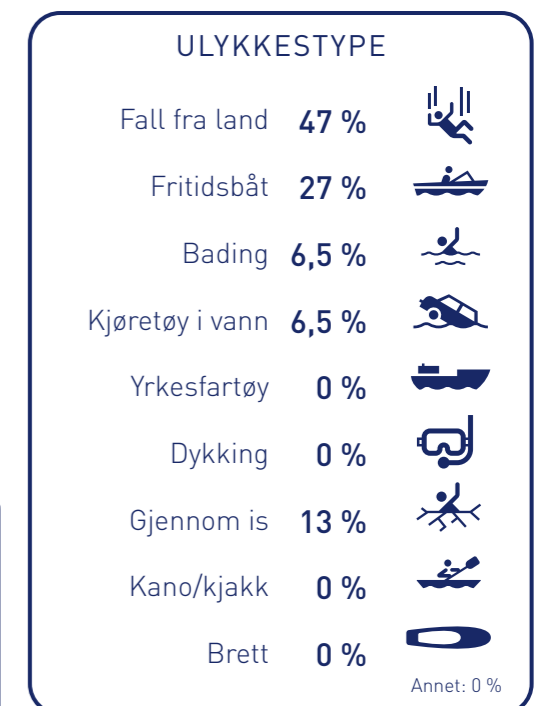 ULYKKESTYPE
Fall fra land 47 %
Fritidsbåt 27 %
Bading 6,5 %
Kjøretøy i vann 6,5 %
Yrkesfartøy 0 %
Dykking 0 %
Gjennom is 13 %
Kano/kjakk 0 %
Brett 0 %
Annet: 0 %